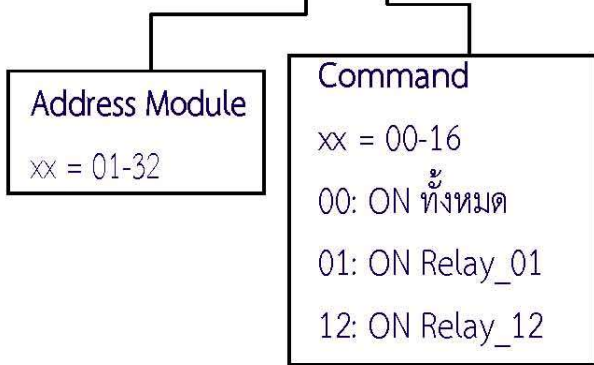 Address Module
xx = 01-32
Command
xx = 00-16
00: ON ทั้งหมด
01: ON Relay_01
12: ON Relay_12